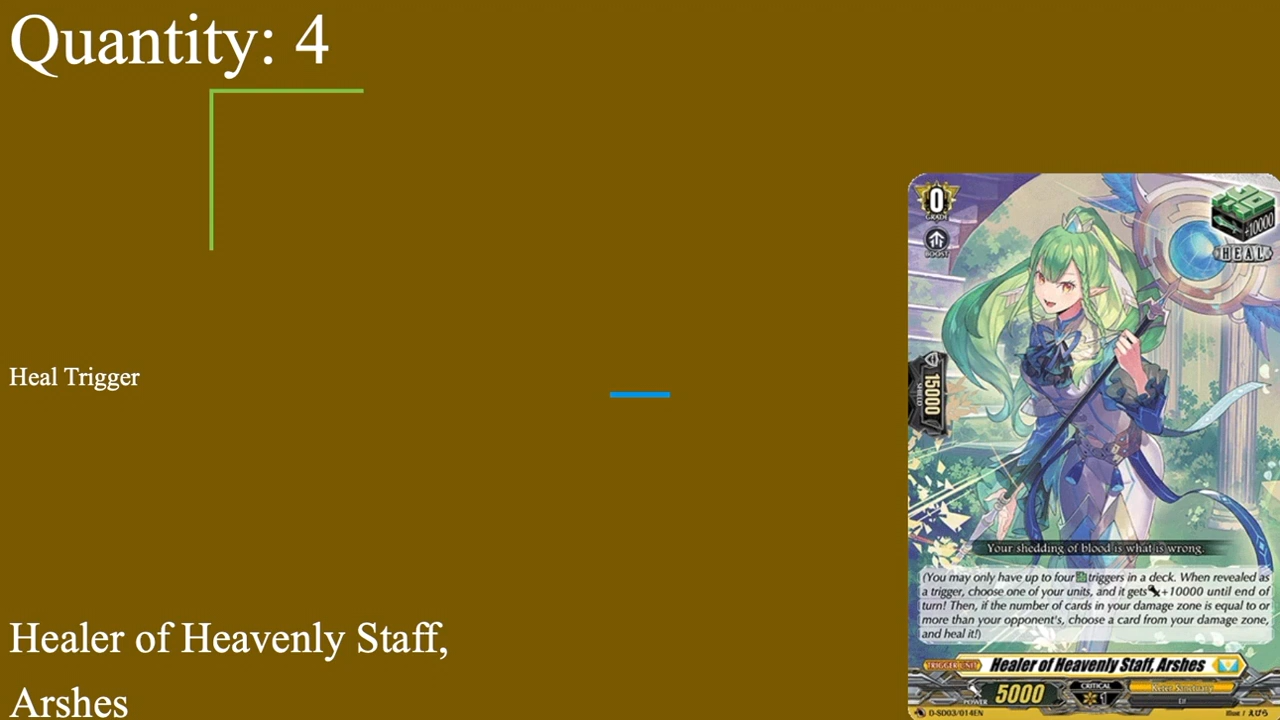 Quantity: 4
Heal Trigger
Healer of Heavenly Staff,
Arshes
0
GRADE
BOOST
+10000
HEAL
15000
SHIELD
Your shedding of blood is what is wrong.
(You may only have up to four triggers in a deck. When revealed as
a trigger, choose one of your units, and it gets +10000 until end of
turn! Then, if the number of cards in your damage zone is equal to or
more than your opponent's, choose a card from your damage zone,
and heal it!)
TRIGGER UNIT
Healer of Heavenly Staff, Arshes
POWER 5000
CRITICAL
1
Keter Sanctuary
Elf
D-SD03/014EN
Illust / えびら